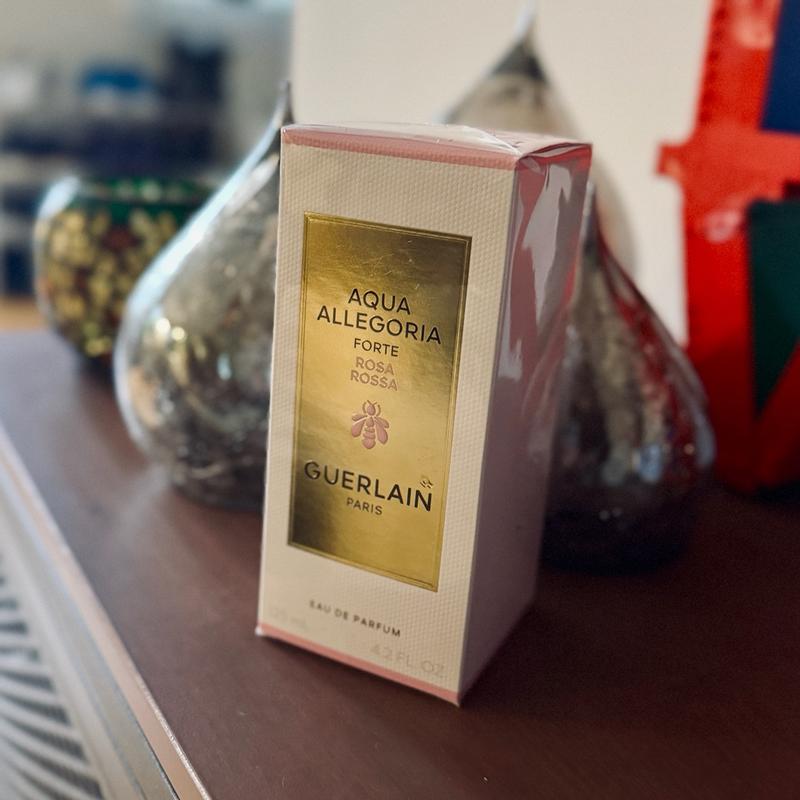 AQUA
ALLEGORIA
FORTE
ROSA
ROSSA
GUERLAIN
PARIS
EAU DE PARFUM
125 mL
4.2 FL. OZ.